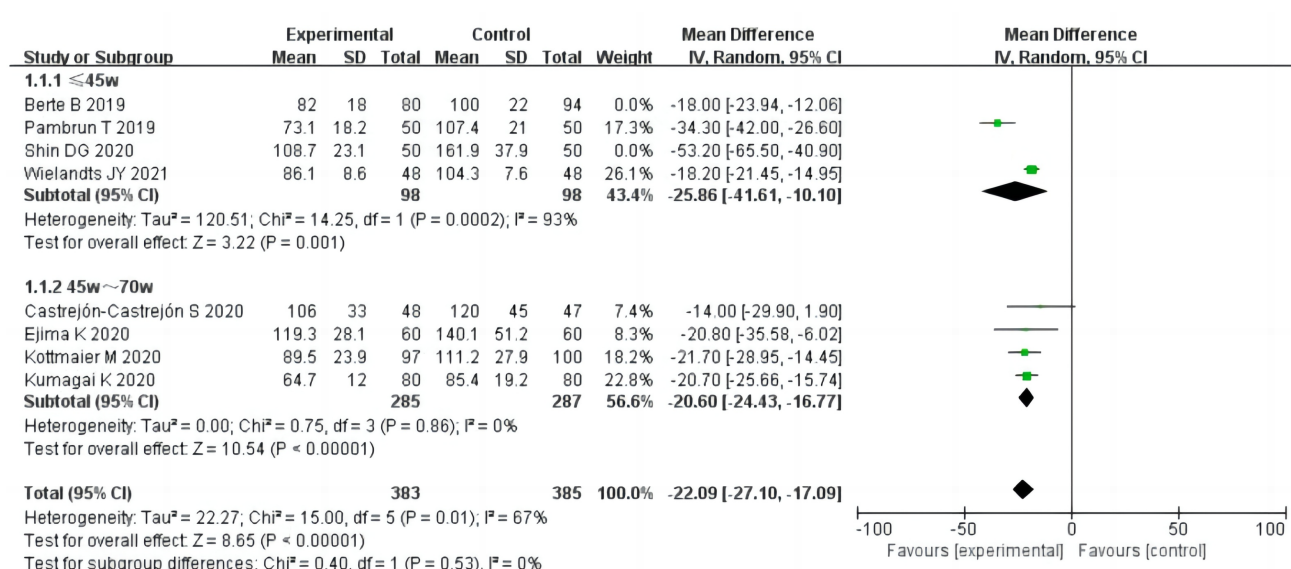 Experimental Control Mean Difference Mean Difference
Study or Subgroup Mean SD Total Mean SD Total Weight IV, Random, 95% CI IV, Random, 95% CI
1.1.1 ≤45w
Berte B 2019 82 18 80 100 22 94 0.0% -18.00 [-23.94, -12.06]
Pambrun T 2019 73.1 18.2 50 107.4 21 50 17.3% -34.30 [-42.00, -26.60]
Shin DG 2020 108.7 23.1 50 161.9 37.9 50 0.0% -53.20 [-65.50, -40.90]
Wielandts JY 2021 86.1 8.6 48 104.3 7.6 48 26.1% -18.20 [-21.45, -14.95]
Subtotal (95% CI) 98 98 43.4% -25.86 [-41.61, -10.10]
Heterogeneity: Tau² = 120.51; Chi² = 14.25, df = 1 (P = 0.0002); I² = 93%
Test for overall effect: Z = 3.22 (P = 0.001)
1.1.2 45w～70w
Castrejón-Castrejón S 2020 106 33 48 120 45 47 7.4% -14.00 [-29.90, 1.90]
Ejima K 2020 119.3 28.1 60 140.1 51.2 60 8.3% -20.80 [-35.58, -6.02]
Kottmaier M 2020 89.5 23.9 97 111.2 27.9 100 18.2% -21.70 [-28.95, -14.45]
Kumagai K 2020 64.7 12 80 85.4 19.2 80 22.8% -20.70 [-25.66, -15.74]
Subtotal (95% CI) 285 287 56.6% -20.60 [-24.43, -16.77]
Heterogeneity: Tau² = 0.00; Chi² = 0.75, df = 3 (P = 0.86); I² = 0%
Test for overall effect: Z = 10.54 (P < 0.00001)
Total (95% CI) 383 385 100.0% -22.09 [-27.10, -17.09]
Heterogeneity: Tau² = 22.27; Chi² = 15.00, df = 5 (P = 0.01); I² = 67%
Test for overall effect: Z = 8.65 (P < 0.00001)
Test for subgroup differences: Chi² = 0.40, df = 1 (P = 0.53), I² = 0%
-100 -50 0 50 100
Favours [experimental] Favours [control]